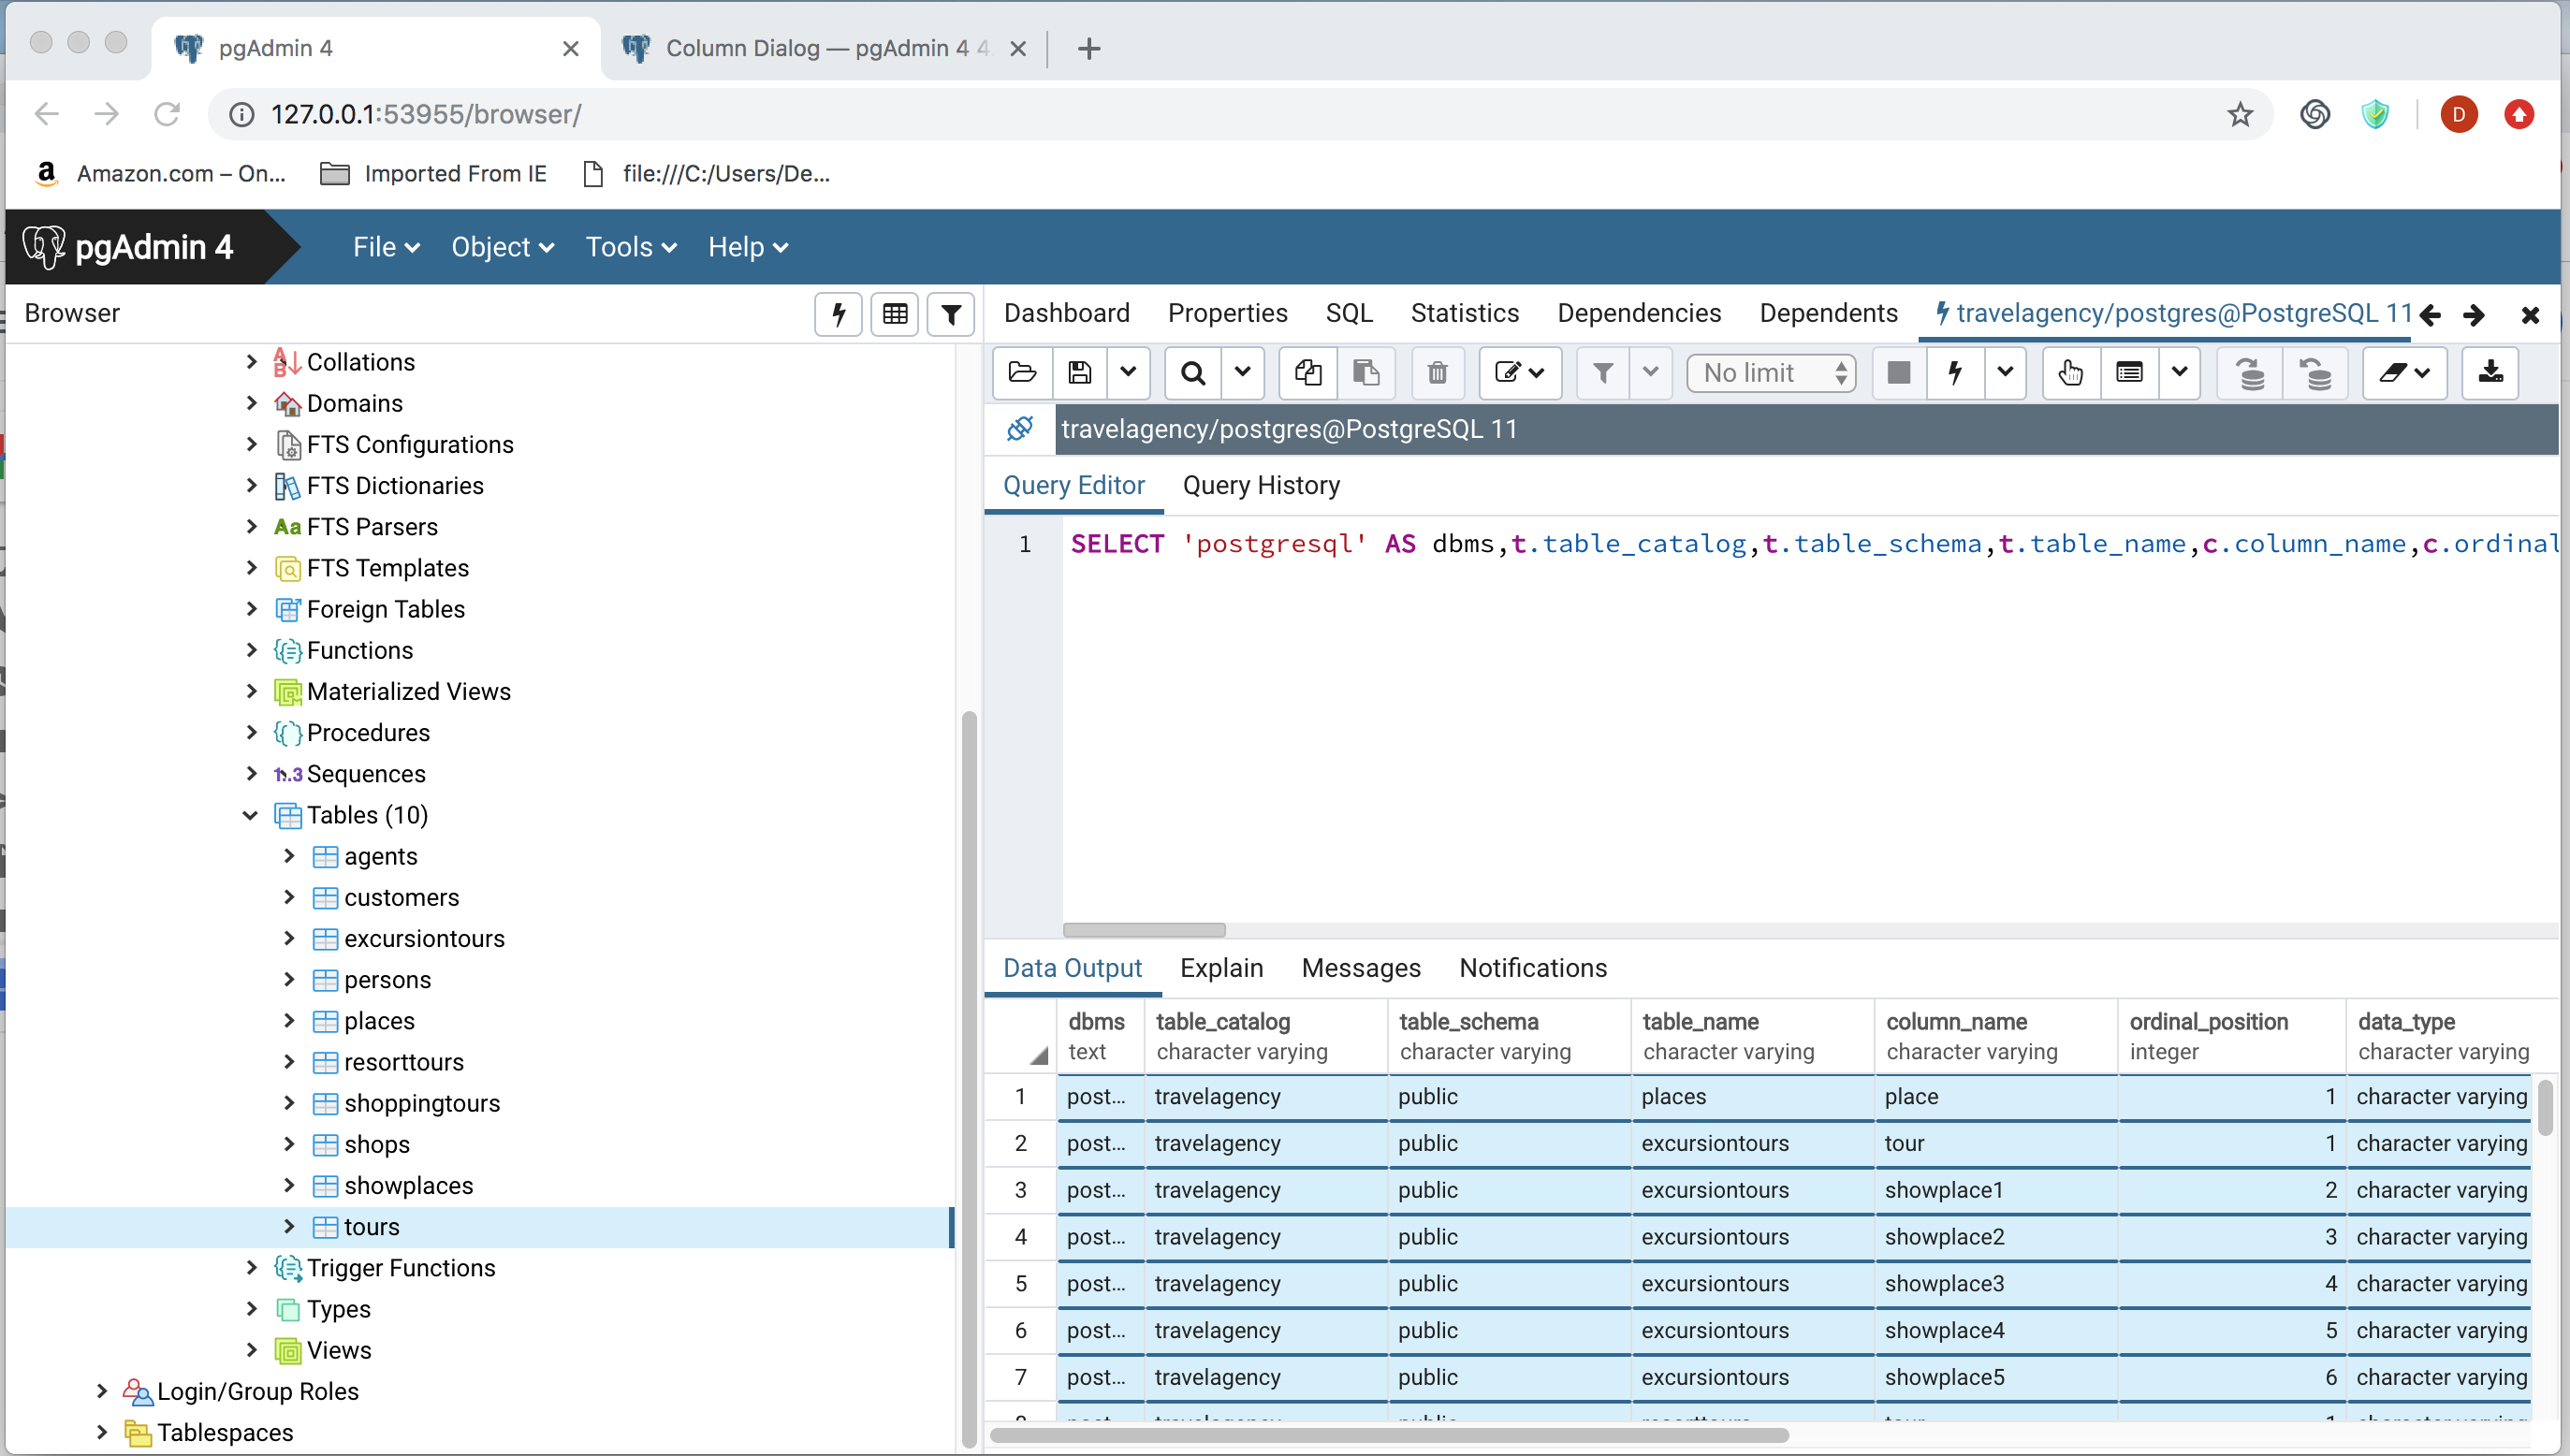 pgAdmin 4
Column Dialog — pgAdmin 4 4
127.0.0.1:53955/browser/
D
Amazon.com – On...
Imported From IE
file:///C:/Users/De...
pgAdmin 4
File
Object
Tools
Help
Browser
Dashboard
Properties
SQL
Statistics
Dependencies
Dependents
travelagency/postgres@PostgreSQL 11
No limit
travelagency/postgres@PostgreSQL 11
Query Editor
Query History
1 SELECT 'postgresql' AS dbms,t.table_catalog,t.table_schema,t.table_name,c.column_name,c.ordinal
Collations
Domains
FTS Configurations
FTS Dictionaries
Aa FTS Parsers
FTS Templates
Foreign Tables
Functions
Materialized Views
Procedures
1..3 Sequences
Tables (10)
agents
customers
excursiontours
persons
places
resorttours
shoppingtours
shops
showplaces
tours
Trigger Functions
Types
Views
Login/Group Roles
Tablespaces
Data Output
Explain
Messages
Notifications
dbms table_catalog table_schema table_name column_name ordinal_position data_type
text character varying character varying character varying character varying integer character varying
1 post... travelagency public places place 1 character varying
2 post... travelagency public excursiontours tour 1 character varying
3 post... travelagency public excursiontours showplace1 2 character varying
4 post... travelagency public excursiontours showplace2 3 character varying
5 post... travelagency public excursiontours showplace3 4 character varying
6 post... travelagency public excursiontours showplace4 5 character varying
7 post... travelagency public excursiontours showplace5 6 character varying